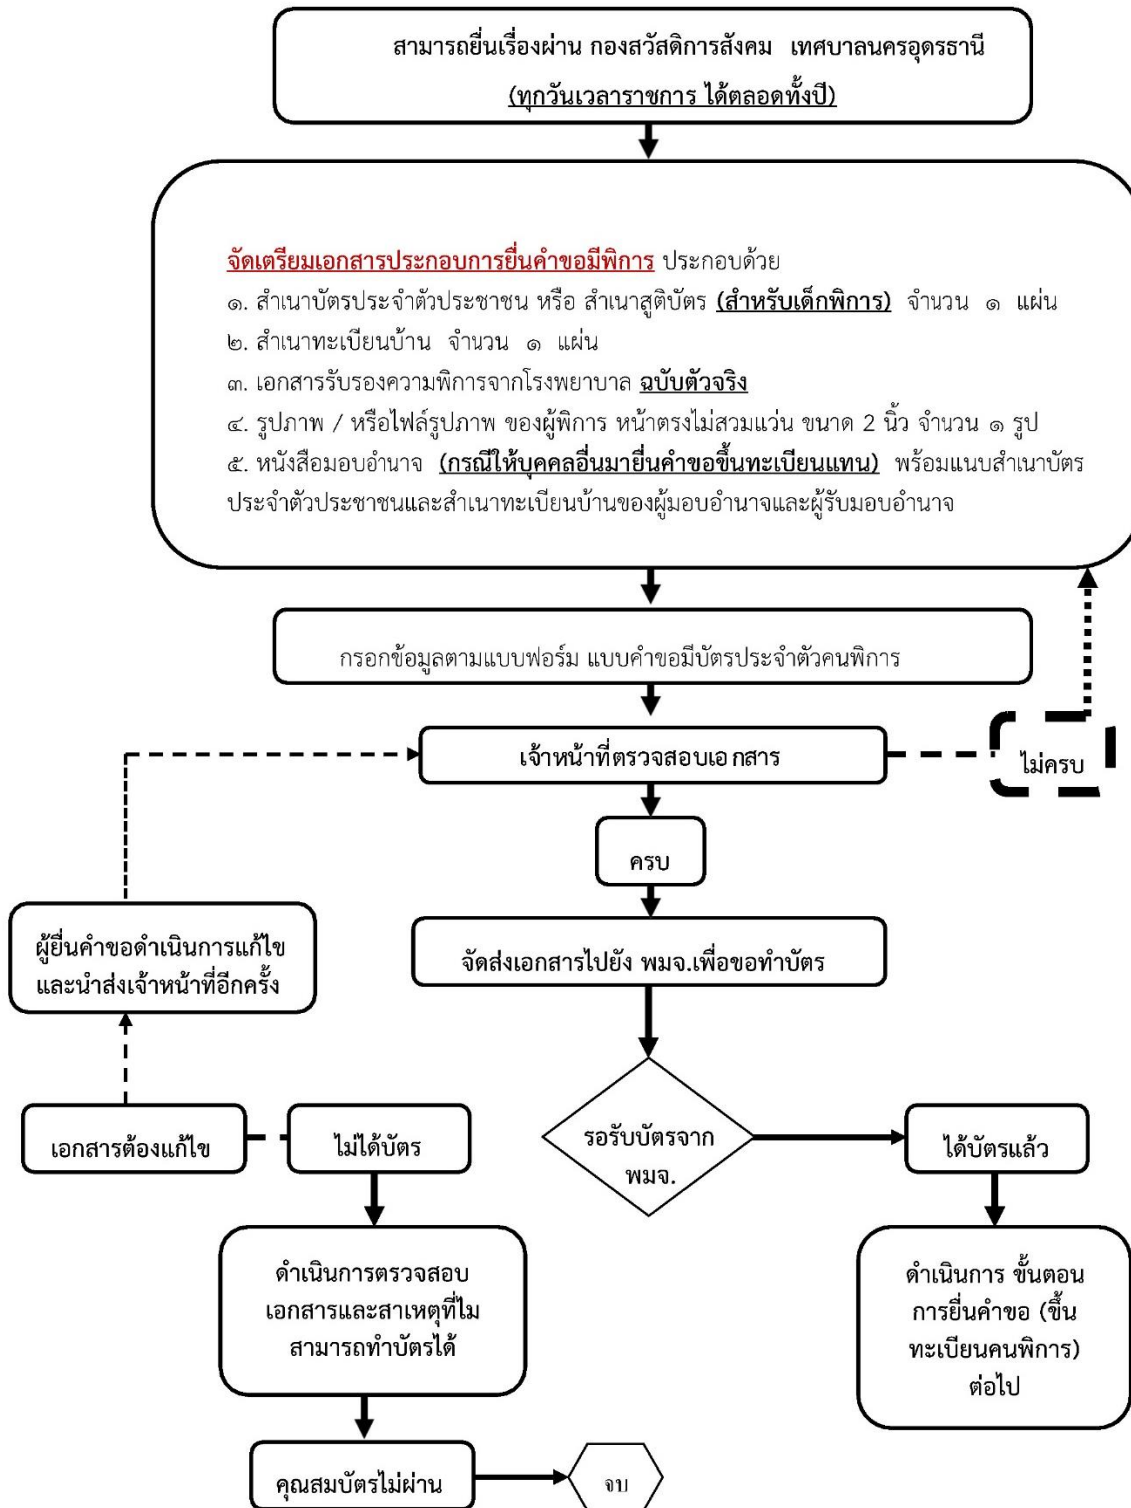 สามารถยื่นเรื่องผ่าน กองสวัสดิการสังคม เทศบาลนครอุดรธานี
(ทุกวันเวลาราชการ ได้ตลอดทั้งปี)
จัดเตรียมเอกสารประกอบการยื่นคำขอมีพิการ ประกอบด้วย
๑. สำเนาบัตรประจำตัวประชาชน หรือ สำเนาสูติบัตร (สำหรับเด็กพิการ) จำนวน ๑ แผ่น
๒. สำเนาทะเบียนบ้าน จำนวน ๑ แผ่น
๓. เอกสารรับรองความพิการจากโรงพยาบาล ฉบับตัวจริง
๔. รูปภาพ / หรือไฟล์รูปภาพ ของผู้พิการ หน้าตรงไม่สวมแว่น ขนาด 2 นิ้ว จำนวน ๑ รูป
๕. หนังสือมอบอำนาจ (กรณีให้บุคคลอื่นมายื่นคำขอขึ้นทะเบียนแทน) พร้อมแนบสำเนาบัตร
ประจำตัวประชาชนและสำเนาทะเบียนบ้านของผู้มอบอำนาจและผู้รับมอบอำนาจ
กรอกข้อมูลตามแบบฟอร์ม แบบคำขอมีบัตรประจำตัวคนพิการ
เจ้าหน้าที่ตรวจสอบเอกสาร
ไม่ครบ
ครบ
ผู้ยื่นคำขอดำเนินการแก้ไข
และนำส่งเจ้าหน้าที่อีกครั้ง
จัดส่งเอกสารไปยัง พมจ.เพื่อขอทำบัตร
เอกสารต้องแก้ไข
ไม่ได้บัตร
รอรับบัตรจาก
พมจ.
ได้บัตรแล้ว
ดำเนินการตรวจสอบ
เอกสารและสาเหตุที่ไม
สามารถทำบัตรได้
ดำเนินการ ขั้นตอน
การยื่นคำขอ (ขึ้น
ทะเบียนคนพิการ)
ต่อไป
คุณสมบัตรไม่ผ่าน
จบ